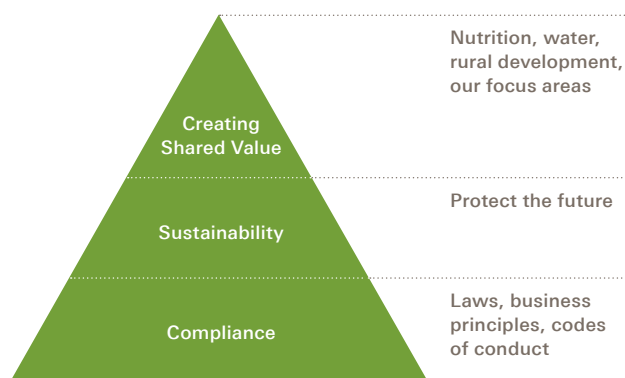 Nutrition, water,
rural development,
our focus areas
Creating
Shared Value
Protect the future
Sustainability
Laws, business
principles, codes
of conduct
Compliance